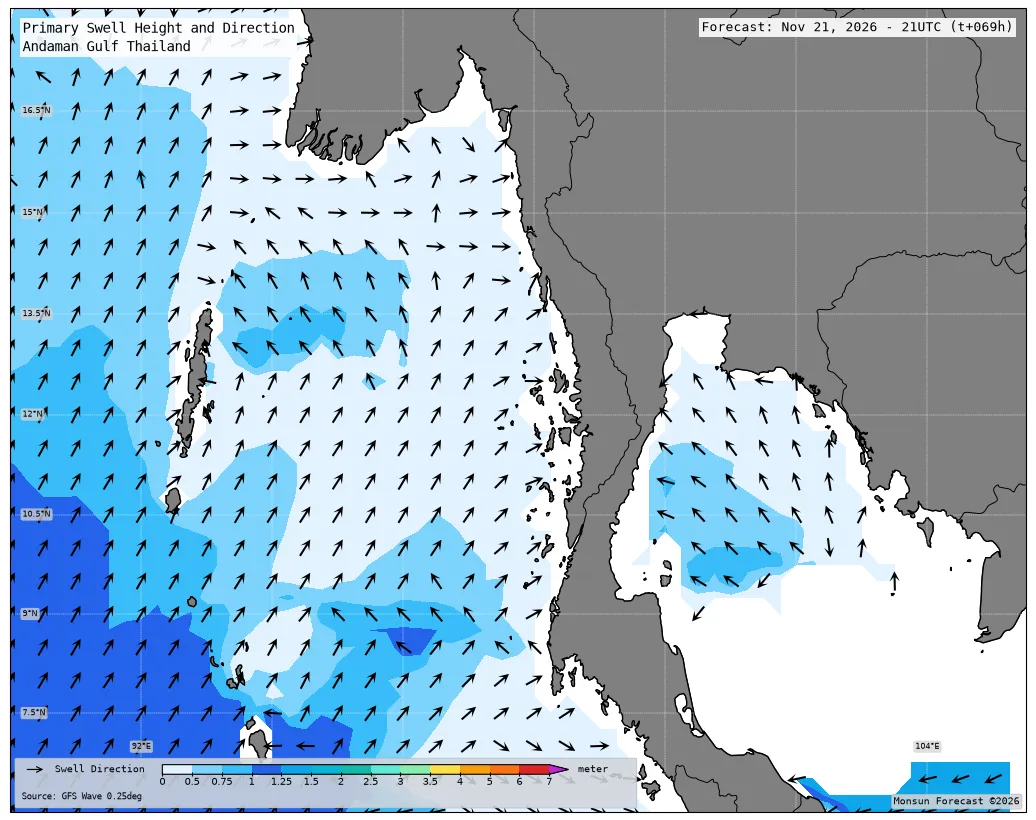 Primary Swell Height and Direction
Andaman Gulf Thailand
Forecast: Nov 21, 2026 - 21UTC (t+069h)
16.5°N
15°N
13.5°N
12°N
10.5°N
9°N
7.5°N
92°E
104°E
Swell Direction
meter
0 0.5 0.75 1 1.25 1.5 2 2.5 3 3.5 4 5 6
Source: GFS Wave 0.25deg
Monsun Forecast ©2026